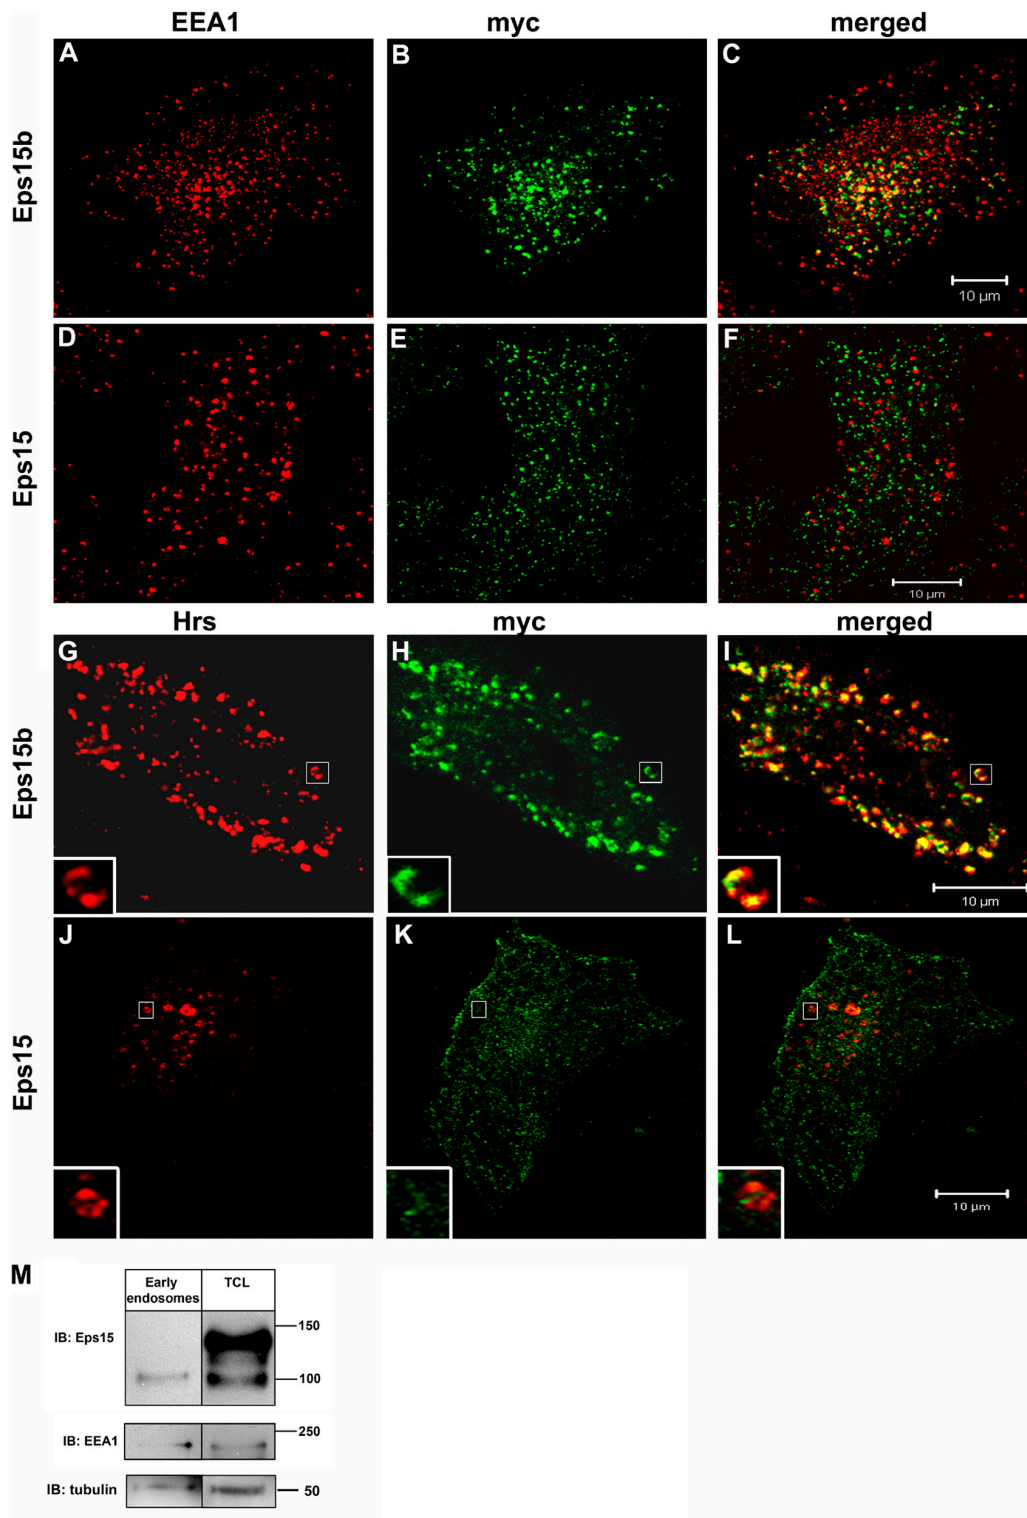 EEA1 myc merged
Eps15b
A B C
10 µm
Eps15
D E F
10 µm
Hrs myc merged
Eps15b
G H I
10 µm
Eps15
J K L
10 µm
M
Early endosomes TCL
IB: Eps15
150
100
IB: EEA1
250
IB: tubulin
50